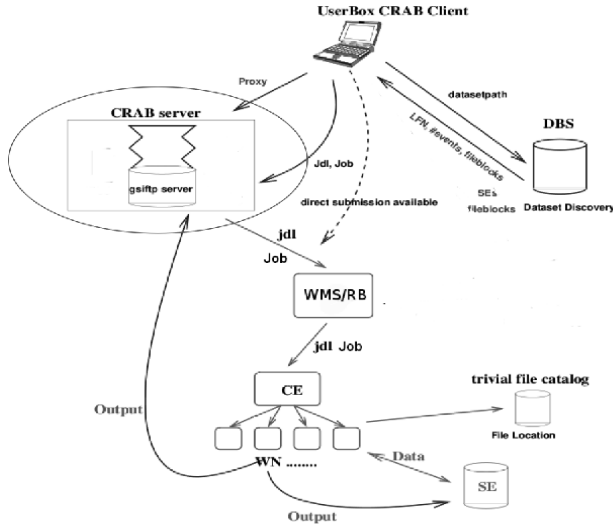 UserBox CRAB Client
Proxy
datasetpath
CRAB server
DBS
LFN, #events, fileblocks
gsiftp server
Jdl, Job
SEs
fileblocks
Dataset Discovery
direct submission available
jdl
Job
WMS/RB
jdl Job
CE
trivial file catalog
Output
File Location
WN ........
Data
SE
Output